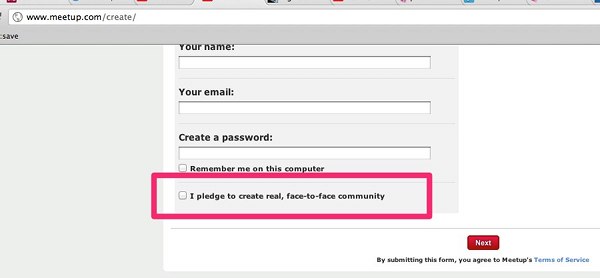 www.meetup.com/create/
:save
Your name:
Your email:
Create a password:
Remember me on this computer
I pledge to create real, face-to-face community
Next
By submitting this form, you agree to Meetup's Terms of Service